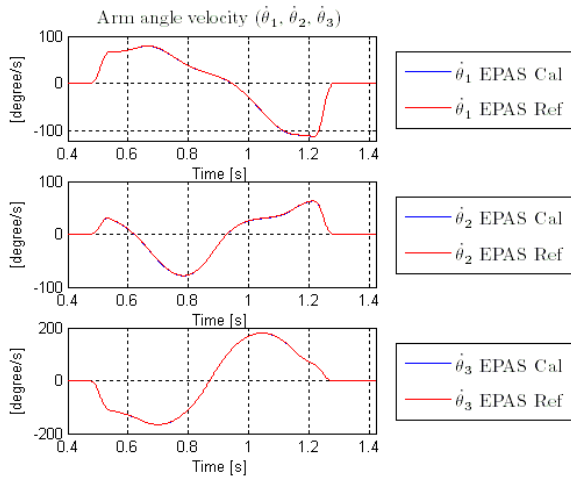 Arm angle velocity (θ̇₁, θ̇₂, θ̇₃)
100
0
-100
[degree/s]
0.4 0.6 0.8 1 1.2 1.4
Time [s]
θ̇₁ EPAS Cal
θ̇₁ EPAS Ref
100
0
-100
[degree/s]
0.4 0.6 0.8 1 1.2 1.4
Time [s]
θ̇₂ EPAS Cal
θ̇₂ EPAS Ref
200
0
-200
[degree/s]
0.4 0.6 0.8 1 1.2 1.4
Time [s]
θ̇₃ EPAS Cal
θ̇₃ EPAS Ref